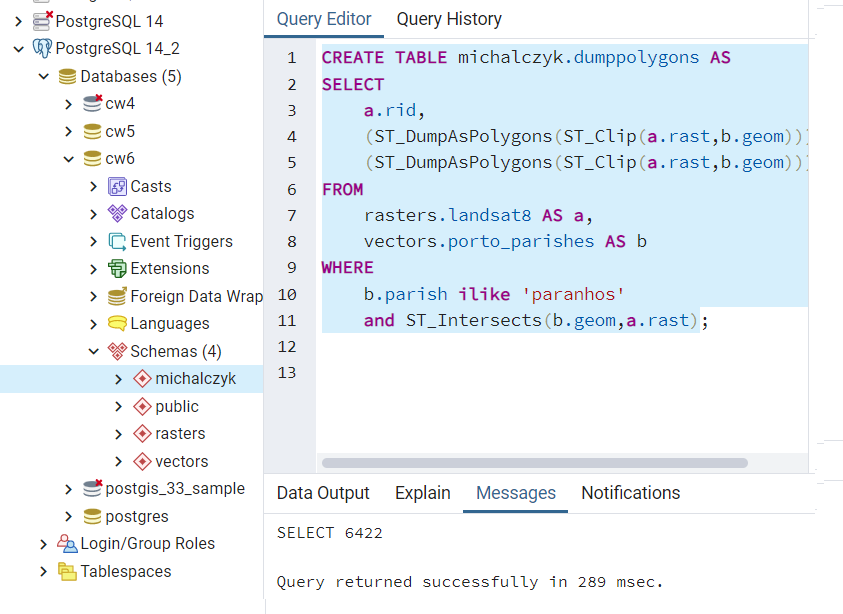 PostgreSQL 14
PostgreSQL 14_2
Databases (5)
cw4
cw5
cw6
Casts
Catalogs
Event Triggers
Extensions
Foreign Data Wrap
Languages
Schemas (4)
michalczyk
public
rasters
vectors
postgis_33_sample
postgres
Login/Group Roles
Tablespaces
Query Editor Query History
1 CREATE TABLE michalczyk.dumppolygons AS
2 SELECT
3 a.rid,
4 (ST_DumpAsPolygons(ST_Clip(a.rast,b.geom)))
5 (ST_DumpAsPolygons(ST_Clip(a.rast,b.geom)))
6 FROM
7 rasters.landsat8 AS a,
8 vectors.porto_parishes AS b
9 WHERE
10 b.parish ilike 'paranhos'
11 and ST_Intersects(b.geom,a.rast);
12
13
Data Output Explain Messages Notifications
SELECT 6422
Query returned successfully in 289 msec.